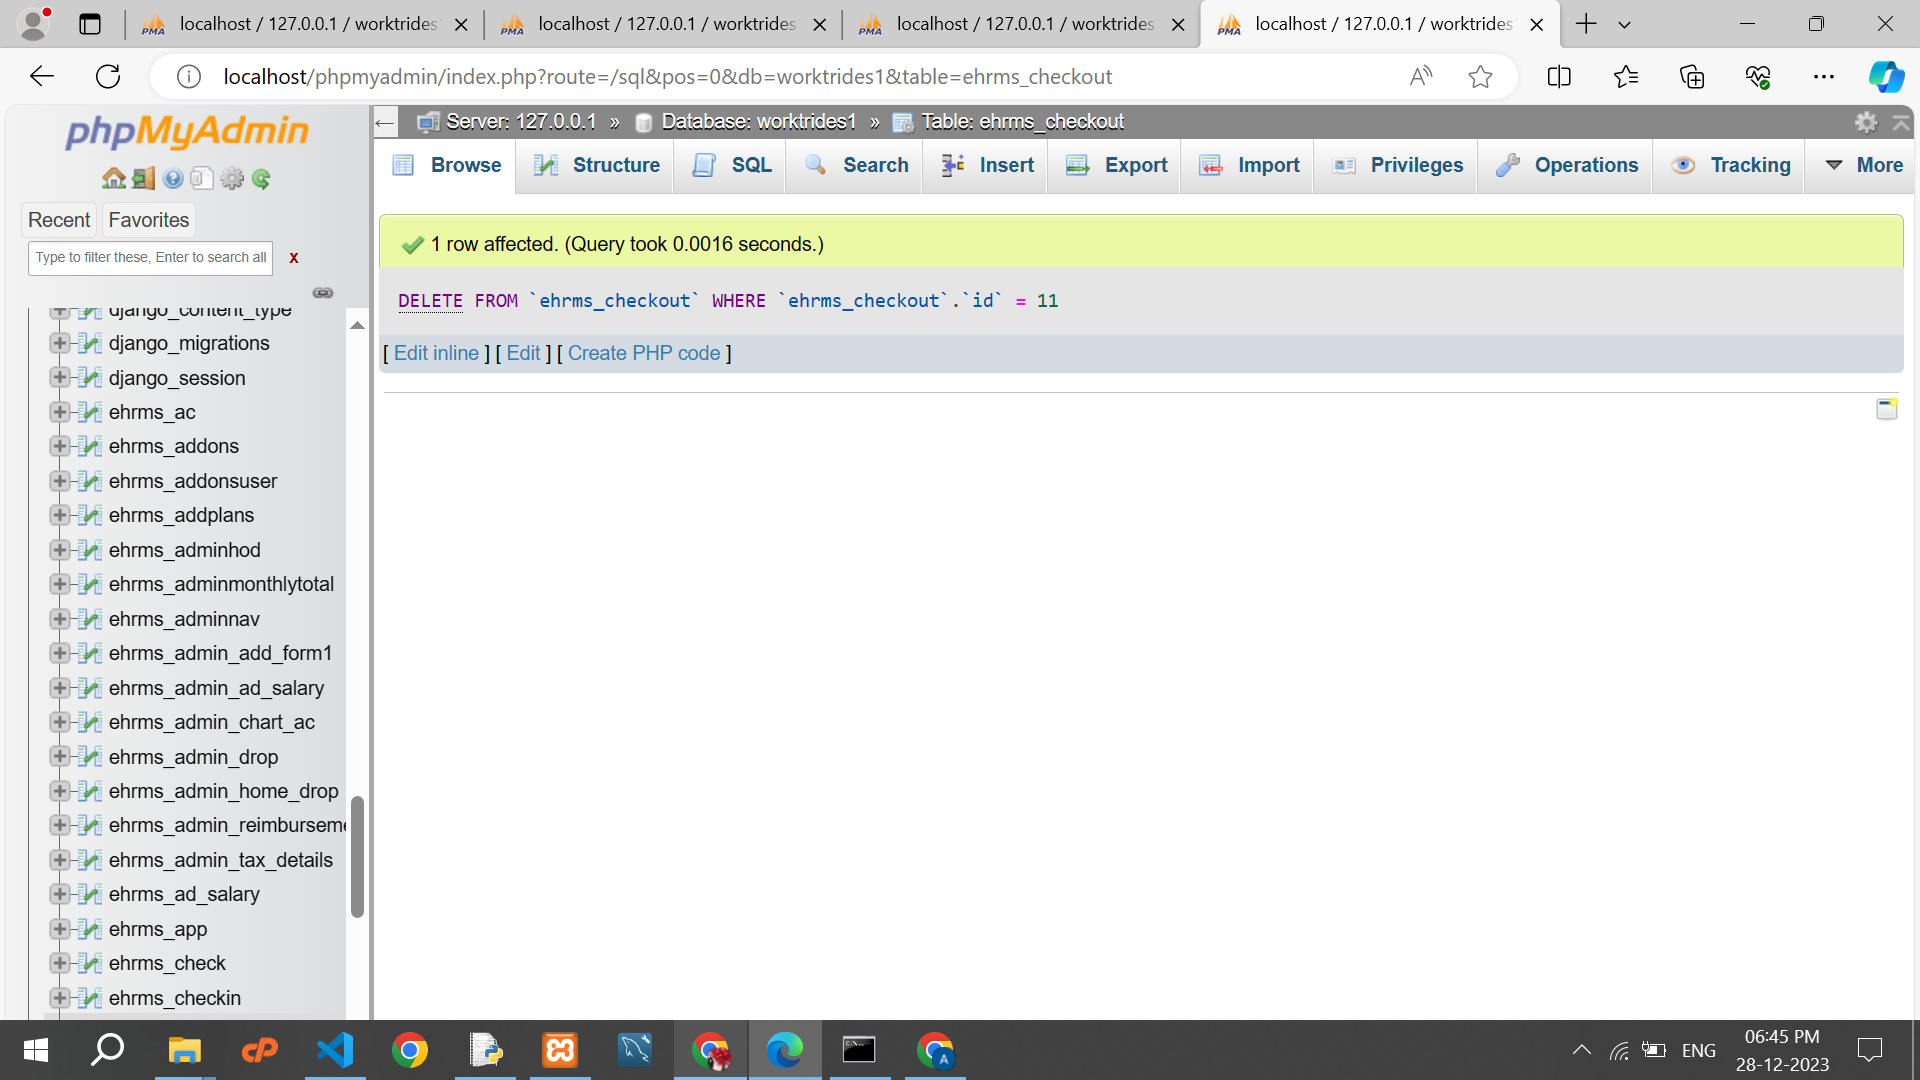 localhost / 127.0.0.1 / worktrides
localhost / 127.0.0.1 / worktrides
localhost / 127.0.0.1 / worktrides
localhost / 127.0.0.1 / worktrides
localhost/phpmyadmin/index.php?route=/sql&pos=0&db=worktrides1&table=ehrms_checkout
phpMyAdmin
Server: 127.0.0.1 » Database: worktrides1 » Table: ehrms_checkout
Browse Structure SQL Search Insert Export Import Privileges Operations Tracking More
Recent Favorites
Type to filter these, Enter to search all X
django_content_type
django_migrations
django_session
ehrms_ac
ehrms_addons
ehrms_addonsuser
ehrms_addplans
ehrms_adminhod
ehrms_adminmonthlytotal
ehrms_adminnav
ehrms_admin_add_form1
ehrms_admin_ad_salary
ehrms_admin_chart_ac
ehrms_admin_drop
ehrms_admin_home_drop
ehrms_admin_reimburseme
ehrms_admin_tax_details
ehrms_ad_salary
ehrms_app
ehrms_check
ehrms_checkin
1 row affected. (Query took 0.0016 seconds.)
DELETE FROM `ehrms_checkout` WHERE `ehrms_checkout`.`id` = 11
[ Edit inline ] [ Edit ] [ Create PHP code ]
ENG
06:45 PM
28-12-2023